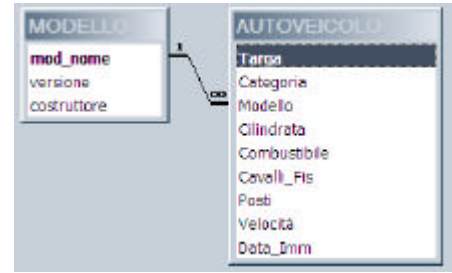 MODELLO
mod_nome
versione
costruttore
1
∞
AUTOVEICOLO
Targa
Categoria
Modello
Cilindrata
Combustibile
Cavalli_Fis
Posti
Velocità
Data_Imm